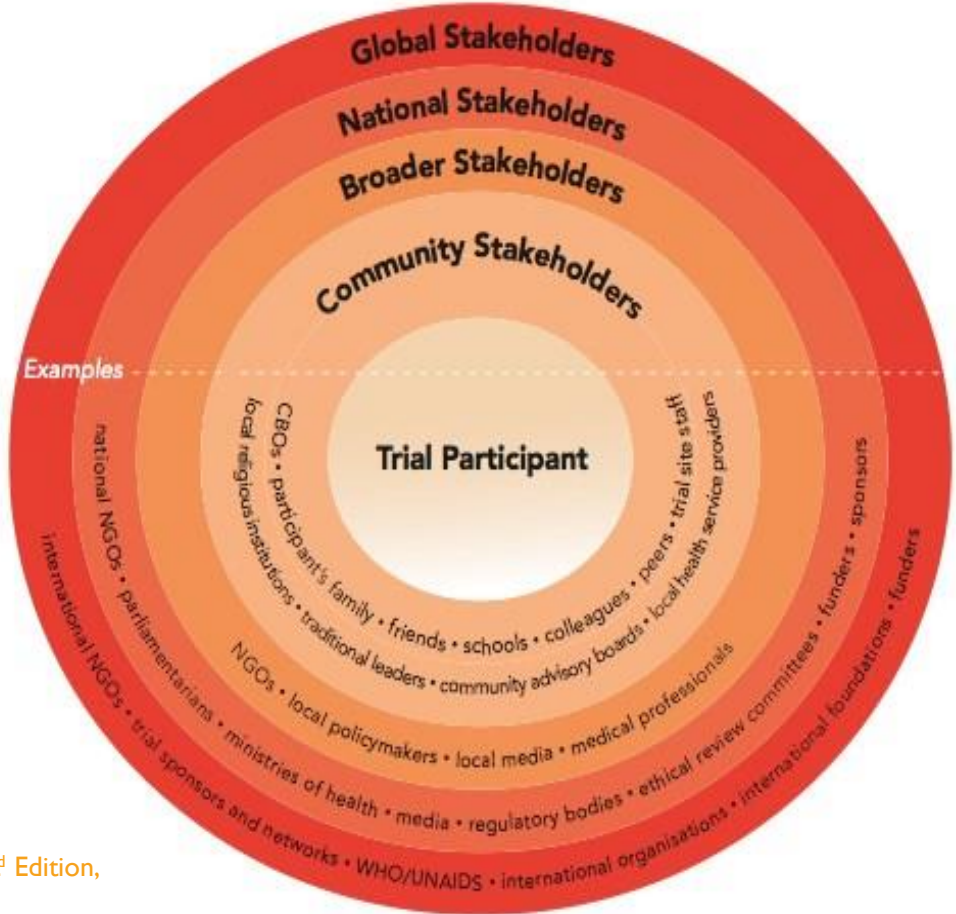 Global Stakeholders
National Stakeholders
Broader Stakeholders
Community Stakeholders
Examples
Trial Participant
CBOs • participant's family • friends • schools • colleagues • peers • trial site staff
local religious institutions • traditional leaders • community advisory boards • local health service providers
NGOs • local policymakers • local media • medical professionals
national NGOs • parliamentarians • ministries of health • media • regulatory bodies • ethical review committees • funders • sponsors
international NGOs • trial sponsors and networks • WHO/UNAIDS • international organisations • international foundations • funders
d Edition,